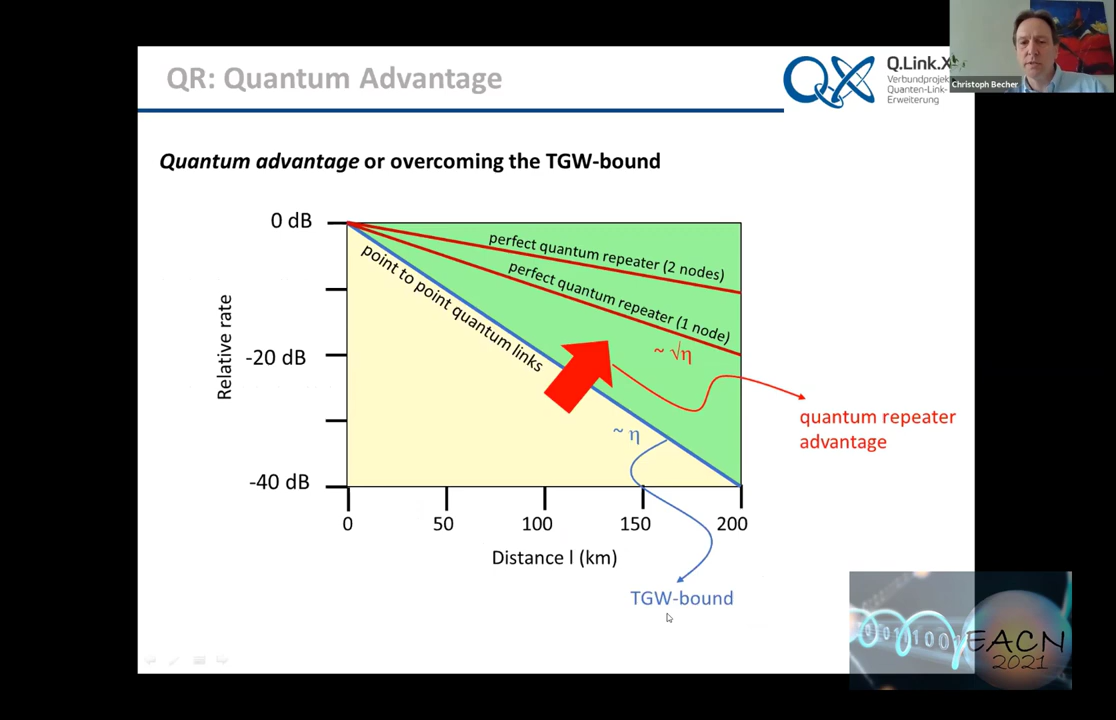 QR: Quantum Advantage
Q.Link.X
Verbundprojekt
Quanten-Link-
Erweiterung
Christoph Becher
Quantum advantage or overcoming the TGW-bound
0 dB
-20 dB
-40 dB
Relative rate
perfect quantum repeater (2 nodes)
perfect quantum repeater (1 node)
point to point quantum links
~ √η
~ η
quantum repeater
advantage
0 50 100 150 200
Distance l (km)
TGW-bound
EACN
2021